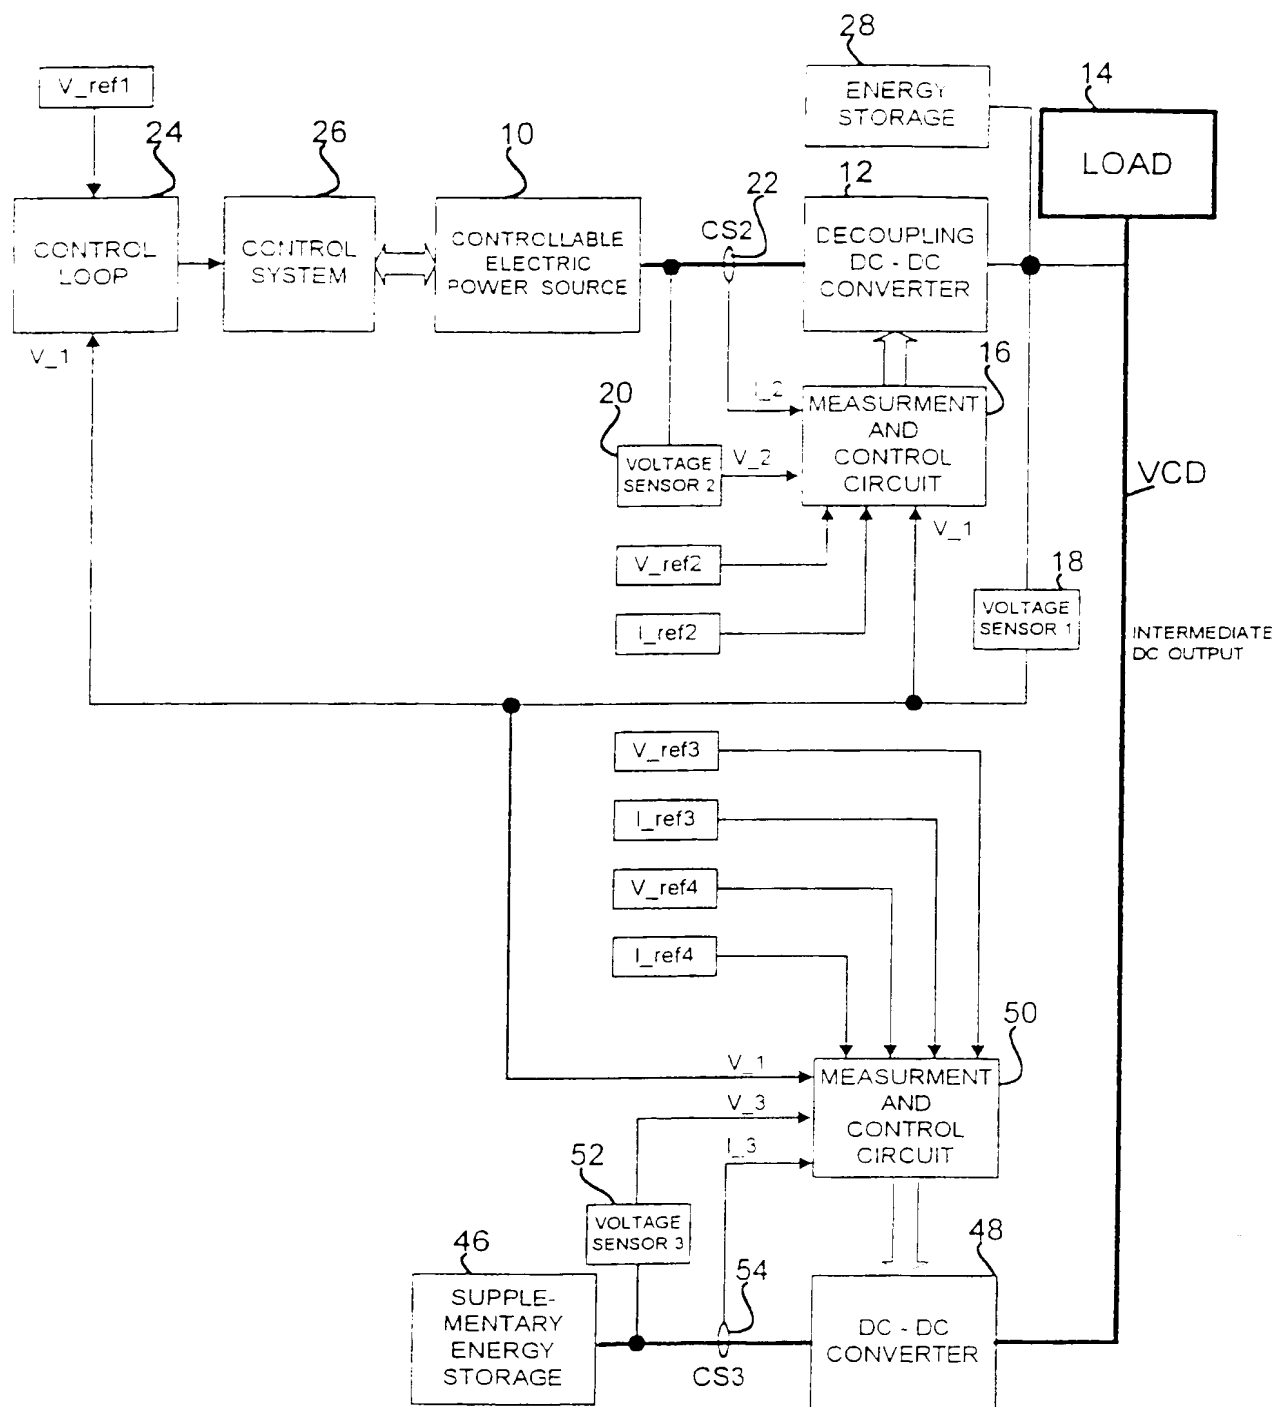 28
V_ref1
ENERGY
STORAGE
14
LOAD
24
26
10
22
12
CS2
CONTROL
LOOP
CONTROL
SYSTEM
CONTROLLABLE
ELECTRIC
POWER SOURCE
DECOUPLING
DC - DC
CONVERTER
V_1
20
I_2
16
MEASURMENT
AND
CONTROL
CIRCUIT
VOLTAGE
SENSOR 2
V_2
VCD
V_1
V_ref2
18
I_ref2
VOLTAGE
SENSOR 1
INTERMEDIATE
DC OUTPUT
V_ref3
I_ref3
V_ref4
I_ref4
50
V_1
V_3
I_3
MEASURMENT
AND
CONTROL
CIRCUIT
52
VOLTAGE
SENSOR 3
46
54
48
SUPPLE-
MENTARY
ENERGY
STORAGE
CS3
DC - DC
CONVERTER